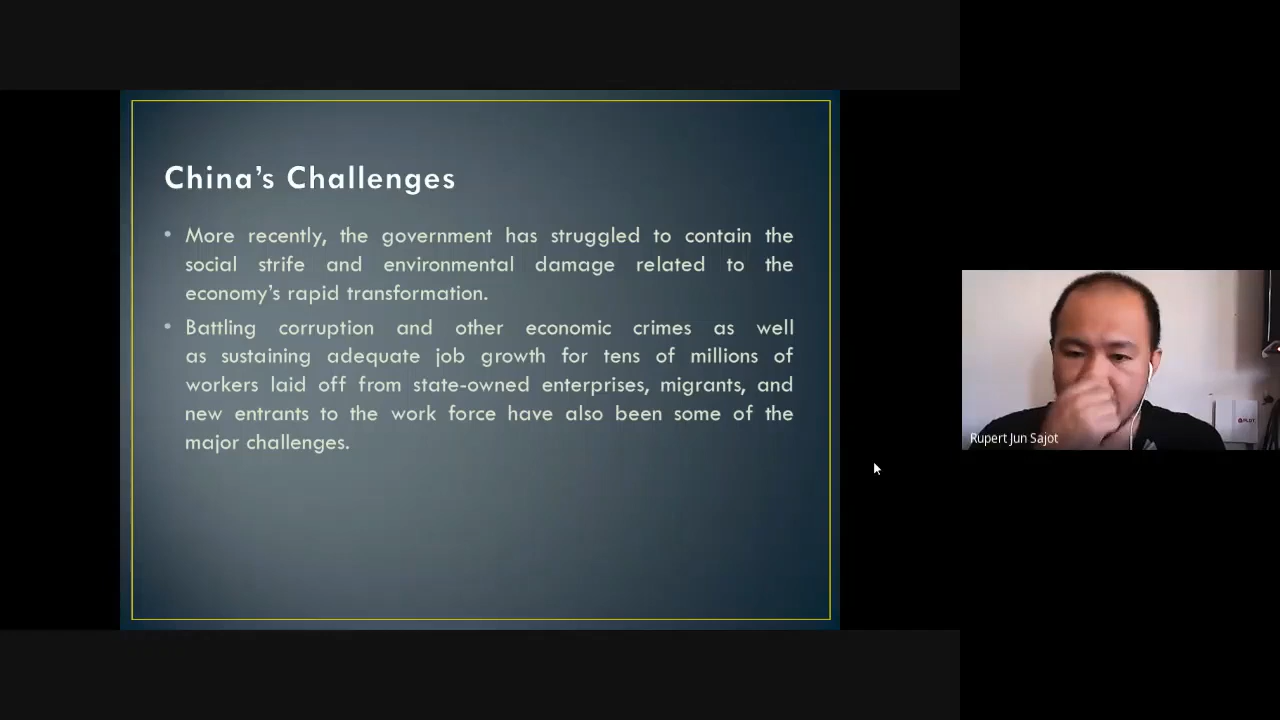 China’s Challenges
• More recently, the government has struggled to contain the
social strife and environmental damage related to the
economy’s rapid transformation.
• Battling corruption and other economic crimes as well
as sustaining adequate job growth for tens of millions of
workers laid off from state-owned enterprises, migrants, and
new entrants to the work force have also been some of the
major challenges.
Rupert Jun Sajot